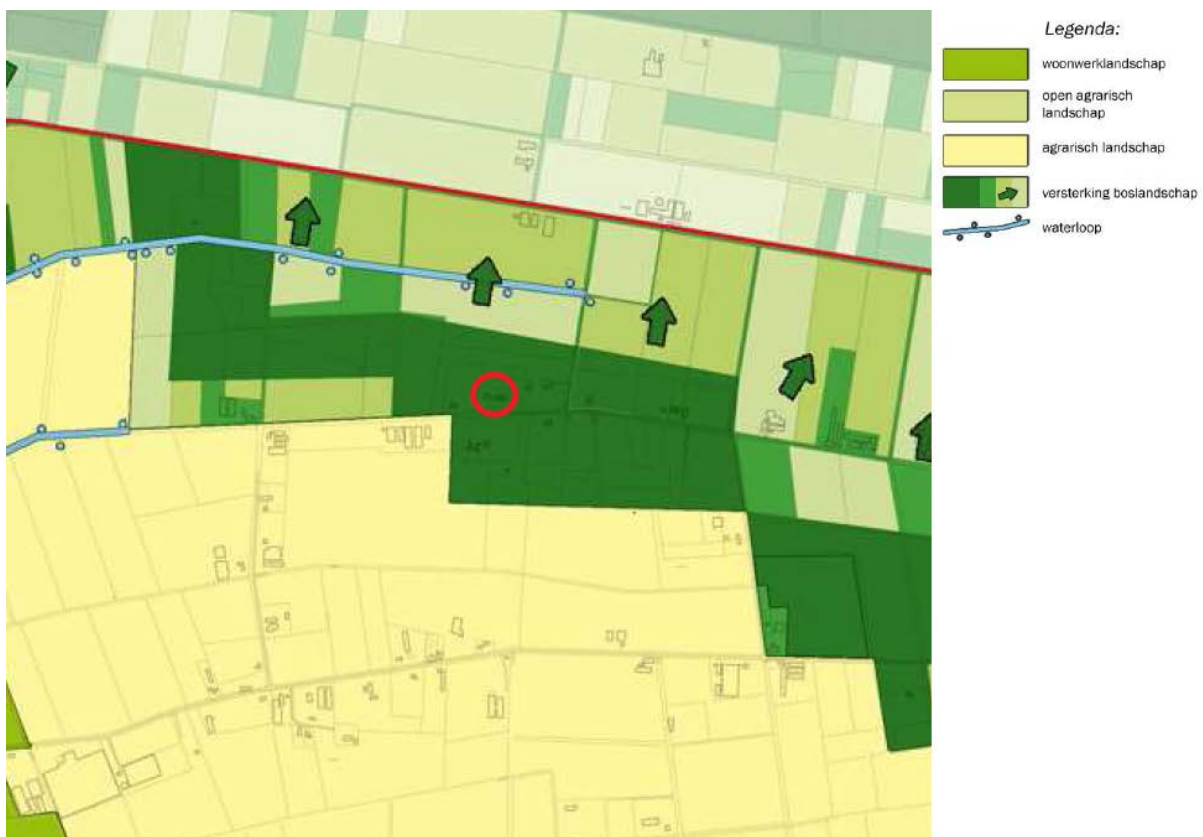 Legenda:
woonwerklandschap
open agrarisch
landschap
agrarisch landschap
versterking boslandschap
waterloop